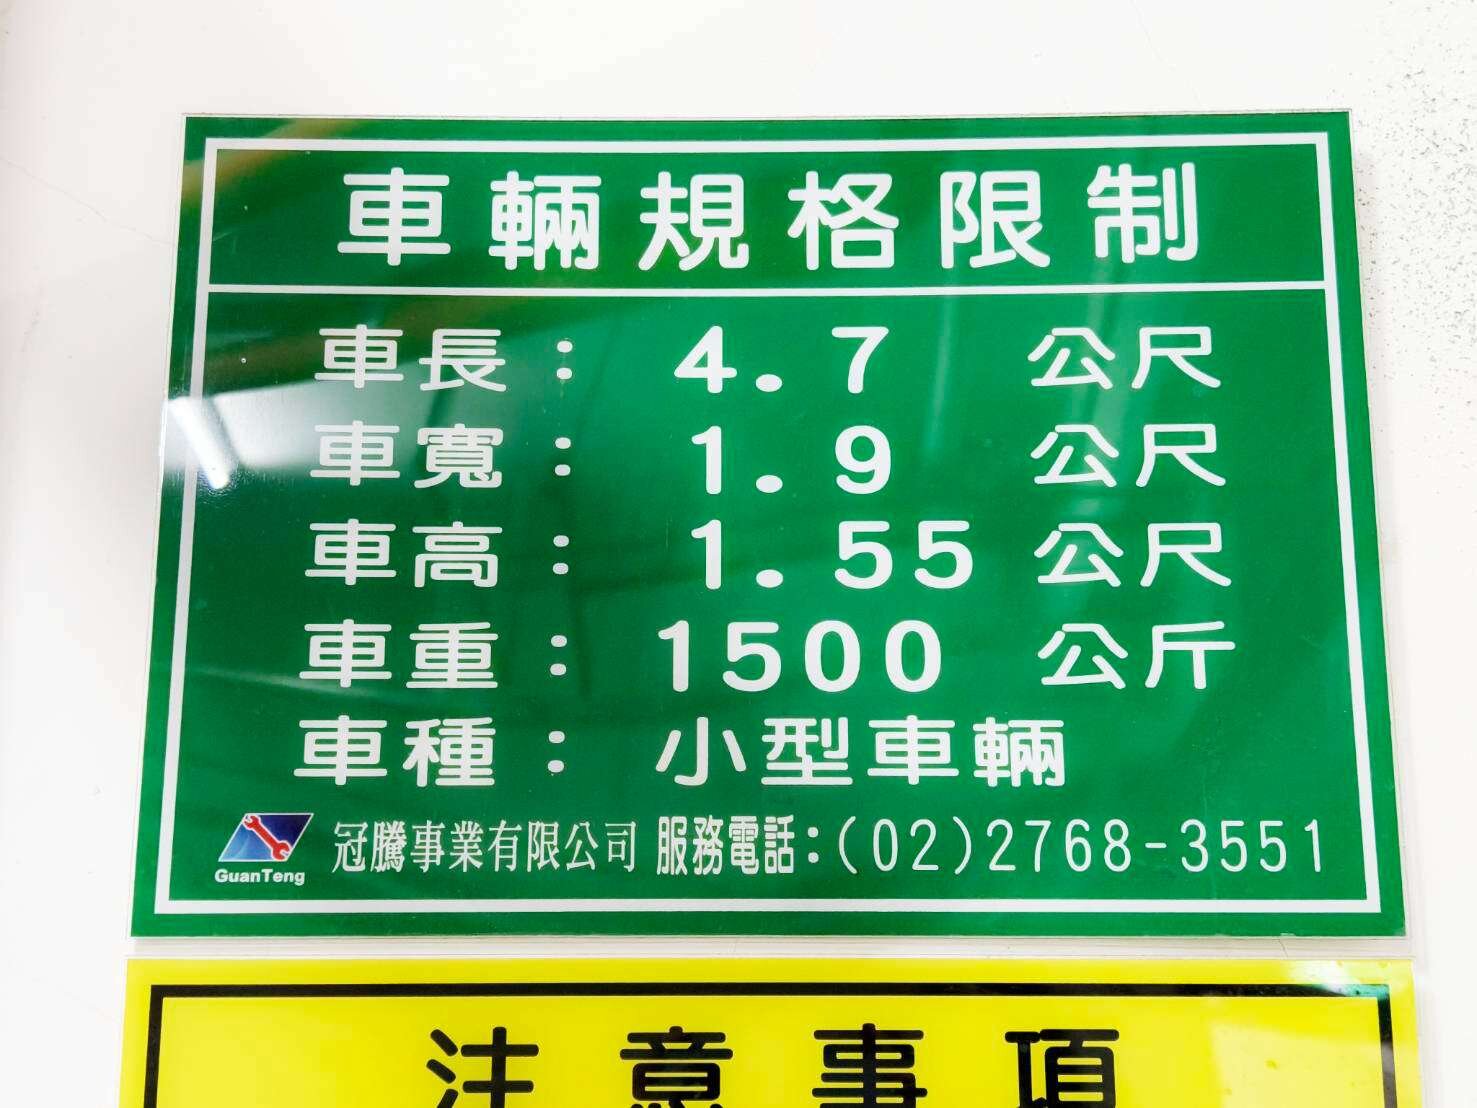 車輛規格限制
車長： 4.7 公尺
車寬： 1.9 公尺
車高： 1.55 公尺
車重： 1500 公斤
車種： 小型車輛
GuanTeng
冠騰事業有限公司 服務電話：(02)2768-3551
注意事項